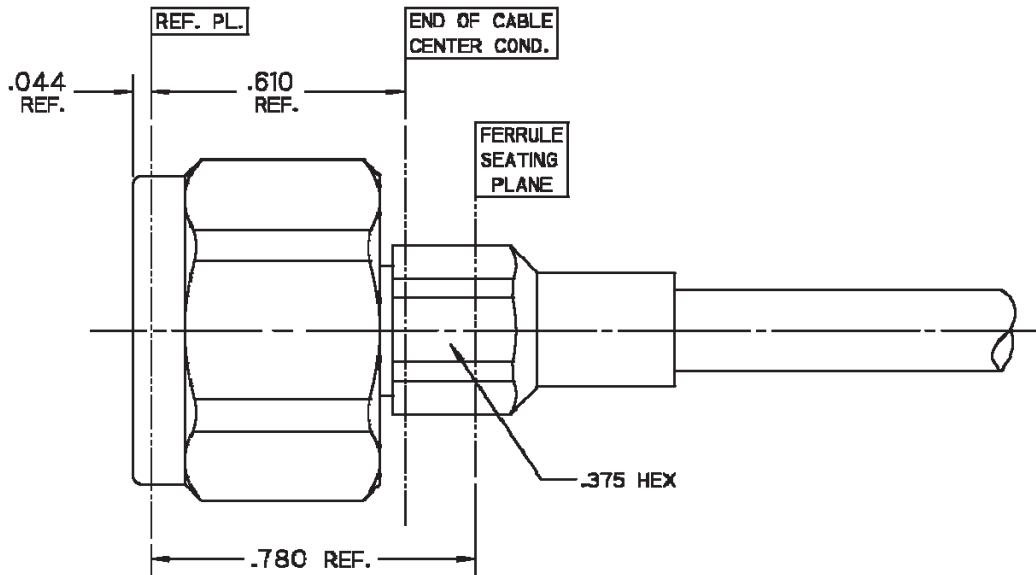 REF. PL.
END OF CABLE
CENTER COND.
.044
REF.
.610
REF.
FERRULE
SEATING
PLANE
.375 HEX
.780 REF.